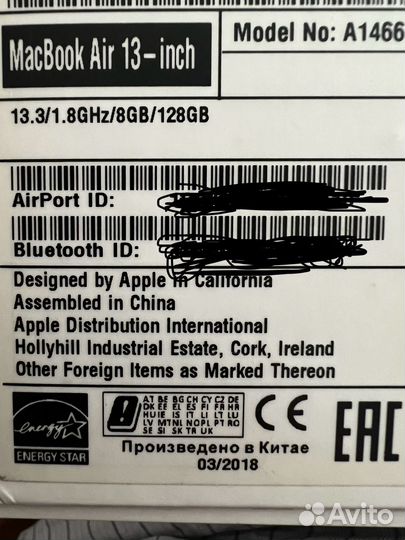 Model No: A1466
MacBook Air 13-inch
13.3/1.8GHz/8GB/128GB
AirPort ID:
Bluetooth ID:
Designed by Apple in California
Assembled in China
Apple Distribution International
Hollyhill Industrial Estate, Cork, Ireland
Other Foreign Items as Marked Thereon
energy
ENERGY STAR
AT BE BG CH CY CZ DE
DK EE EL ES FI FR HR
HU IE IS IT LI LT LU
LV MT NL NO PL PT RO
SE SI SK TR UK
CE
EAC
Произведено в Китае
03/2018
Avito